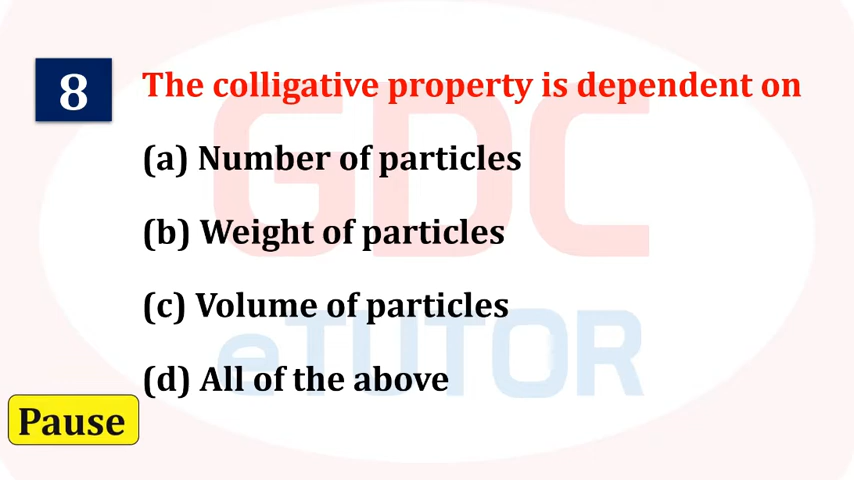 8
The colligative property is dependent on
(a) Number of particles
(b) Weight of particles
(c) Volume of particles
(d) All of the above
Pause
GDC
eTUTOR